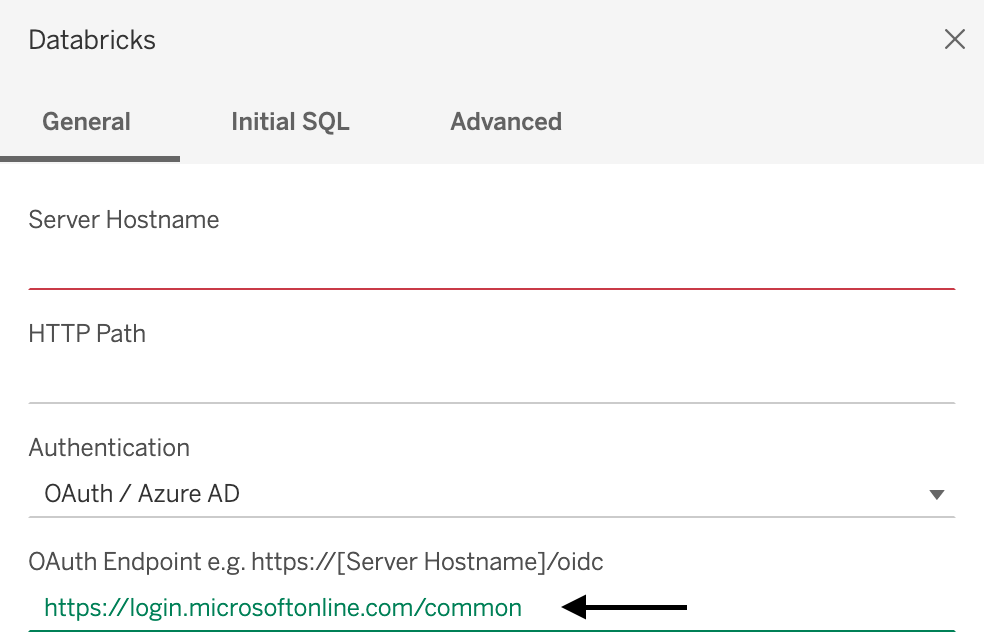 Databricks
General Initial SQL Advanced
Server Hostname
HTTP Path
Authentication
OAuth / Azure AD
OAuth Endpoint e.g. https://[Server Hostname]/oidc
https://login.microsoftonline.com/common